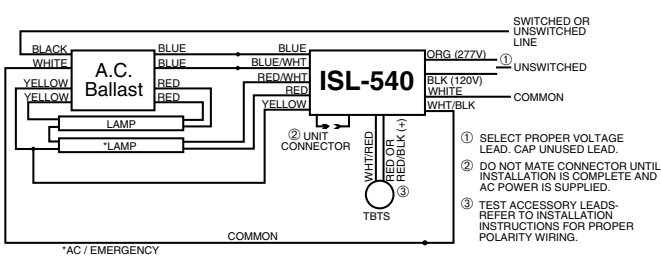 SWITCHED OR
UNSWITCHED
LINE
BLACK
BLUE
BLUE
ORG (277V)
①
UNSWITCHED
WHITE
BLUE
BLUE/WHT
A.C.
Ballast
ISL-540
BLK (120V)
YELLOW
RED
RED/WHT
WHITE
COMMON
YELLOW
RED
RED
WHT/BLK
YELLOW
LAMP
② UNIT
CONNECTOR
*LAMP
WHT/RED
RED OR
RED/BLK (+)
③
TBTS
① SELECT PROPER VOLTAGE
LEAD. CAP UNUSED LEAD.
② DO NOT MATE CONNECTOR UNTIL
INSTALLATION IS COMPLETE AND
AC POWER IS SUPPLIED.
③ TEST ACCESSORY LEADS-
REFER TO INSTALLATION
INSTRUCTIONS FOR PROPER
POLARITY WIRING.
COMMON
*AC / EMERGENCY